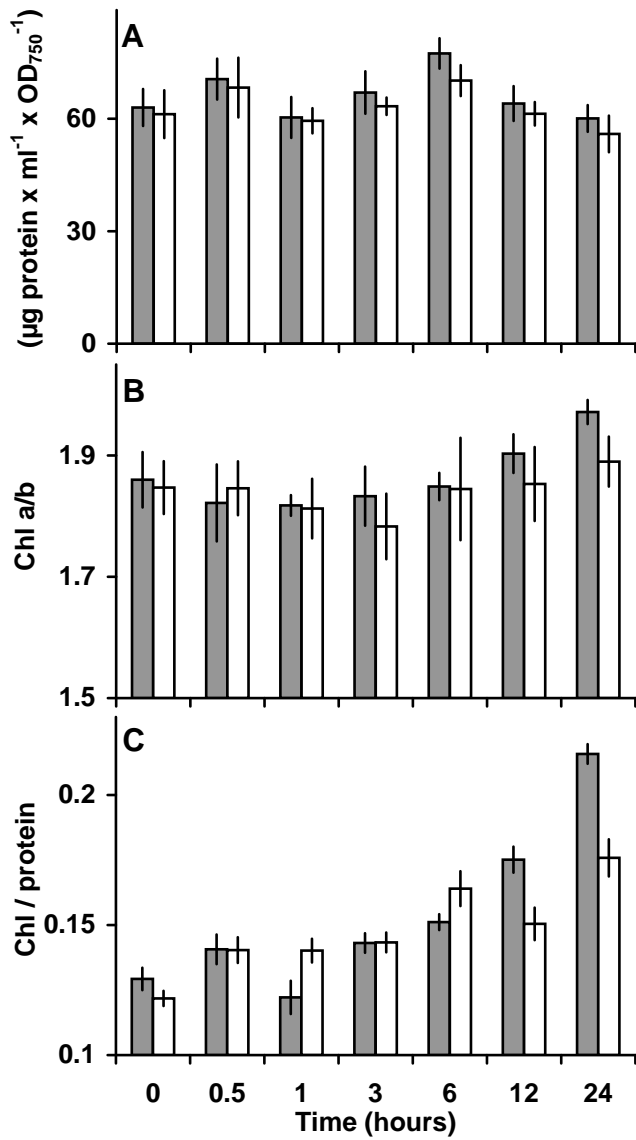 A
(µg protein x ml⁻¹ x OD₇₅₀⁻¹)
60
30
0
B
Chl a/b
1.9
1.7
1.5
C
Chl / protein
0.2
0.15
0.1
0 0.5 1 3 6 12 24
Time (hours)